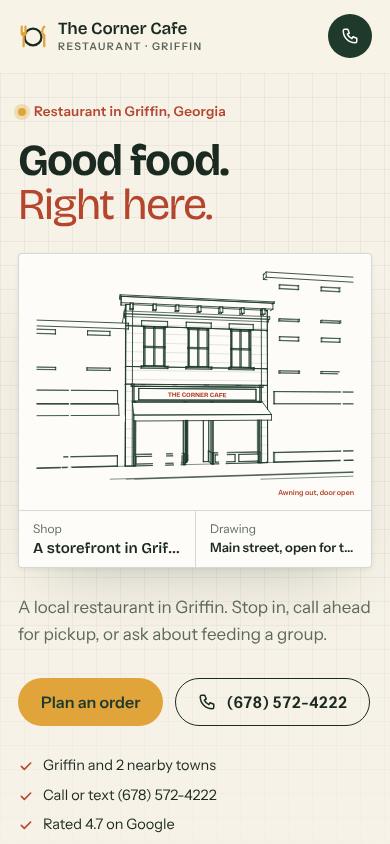 The Corner Cafe
RESTAURANT · GRIFFIN
Restaurant in Griffin, Georgia
Good food.
Right here.
THE CORNER CAFE
Awning out, door open
Shop
A storefront in Grif...
Drawing
Main street, open for t...
A local restaurant in Griffin. Stop in, call ahead
for pickup, or ask about feeding a group.
Plan an order
(678) 572-4222
Griffin and 2 nearby towns
Call or text (678) 572-4222
Rated 4.7 on Google